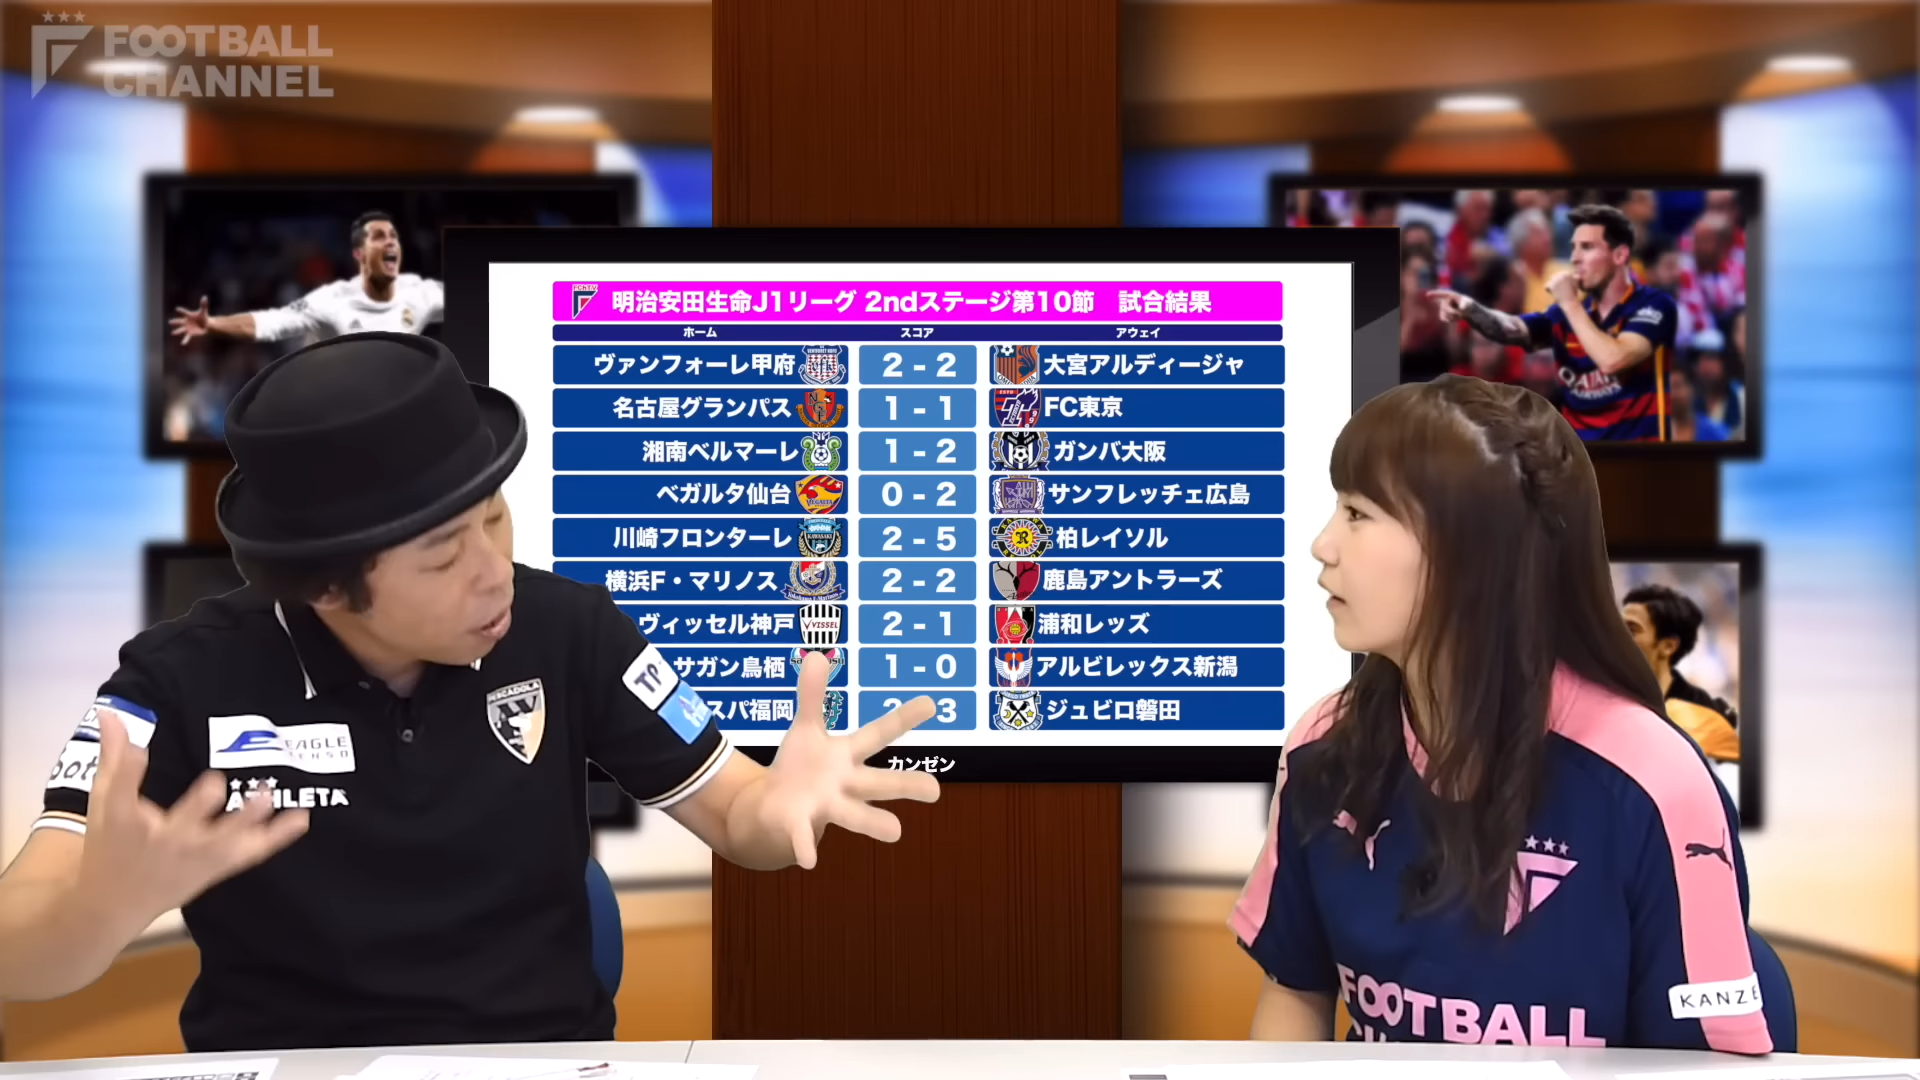 FOOTBALL
CHANNEL
明治安田生命J1リーグ 2ndステージ第10節 試合結果
ホーム スコア アウェイ
ヴァンフォーレ甲府 2 - 2 大宮アルディージャ
名古屋グランパス 1 - 1 FC東京
湘南ベルマーレ 1 - 2 ガンバ大阪
ベガルタ仙台 0 - 2 サンフレッチェ広島
川崎フロンターレ 2 - 5 柏レイソル
横浜F・マリノス 2 - 2 鹿島アントラーズ
ヴィッセル神戸 2 - 1 浦和レッズ
サガン鳥栖 1 - 0 アルビレックス新潟
スパ福岡 3 ジュビロ磐田
カンゼン
VISSEL
QATAR
AIRWAYS
PESCADOLA
TP
EAGLE
ATHLETA
FOOTBALL
KANZE